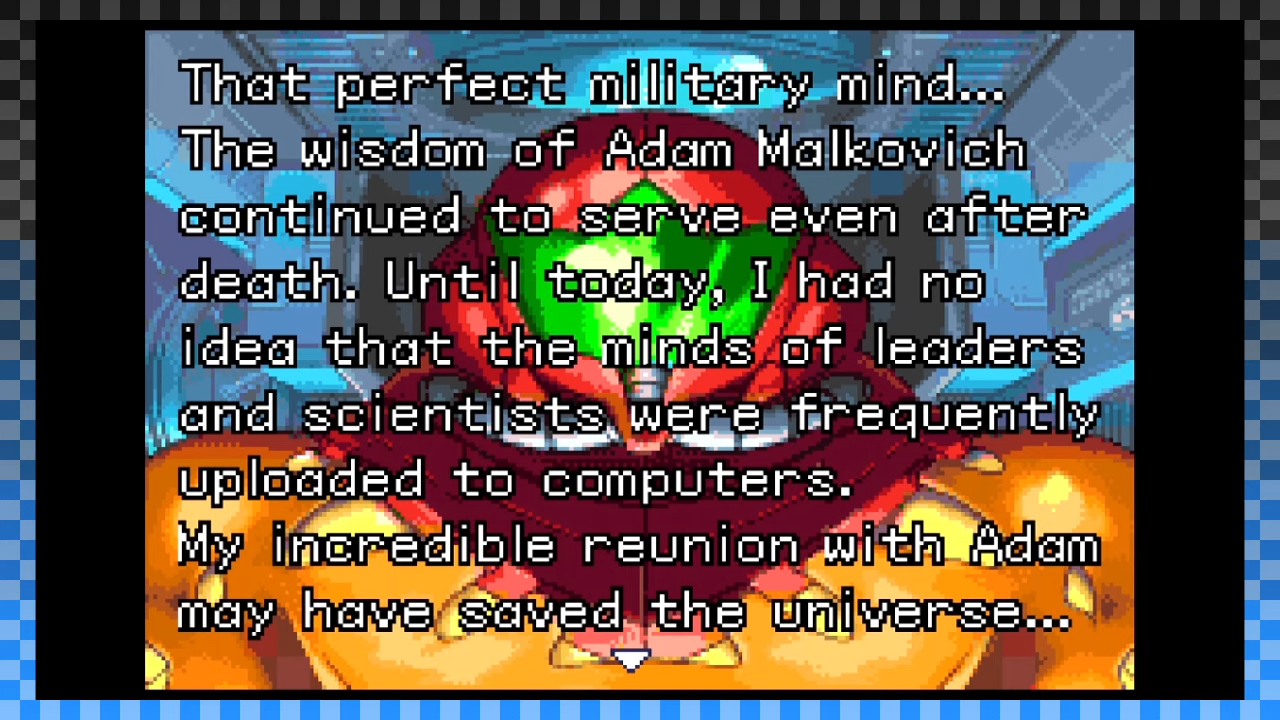 That perfect military mind...
The wisdom of Adam Malkovich
continued to serve even after
death. Until today, I had no
idea that the minds of leaders
and scientists were frequently
uploaded to computers.
My incredible reunion with Adam
may have saved the universe...